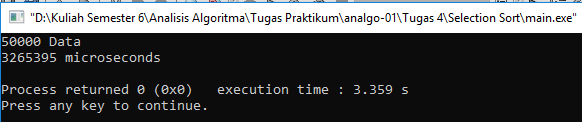 "D:\Kuliah Semester 6\Analisis Algoritma\Tugas Praktikum\analgo-01\Tugas 4\Selection Sort\main.exe"
50000 Data
3265395 microseconds
Process returned 0 (0x0)   execution time : 3.359 s
Press any key to continue.